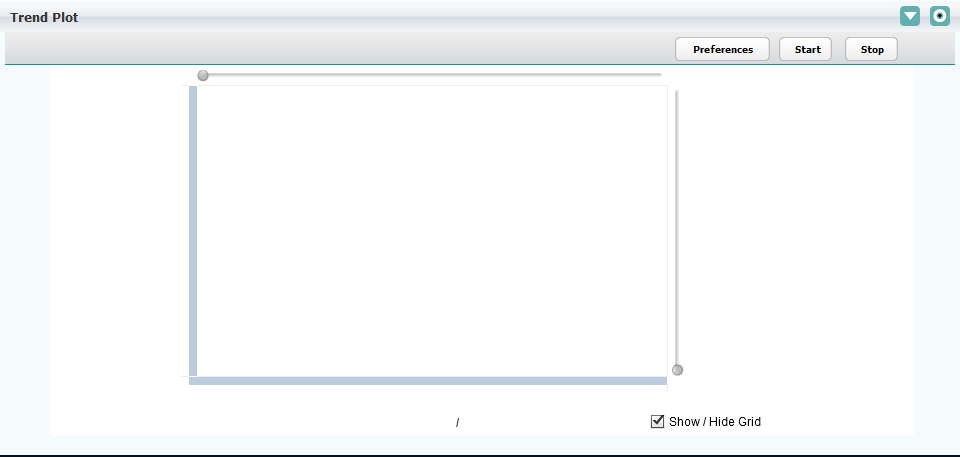 Trend Plot
Preferences Start Stop
/ Show / Hide Grid